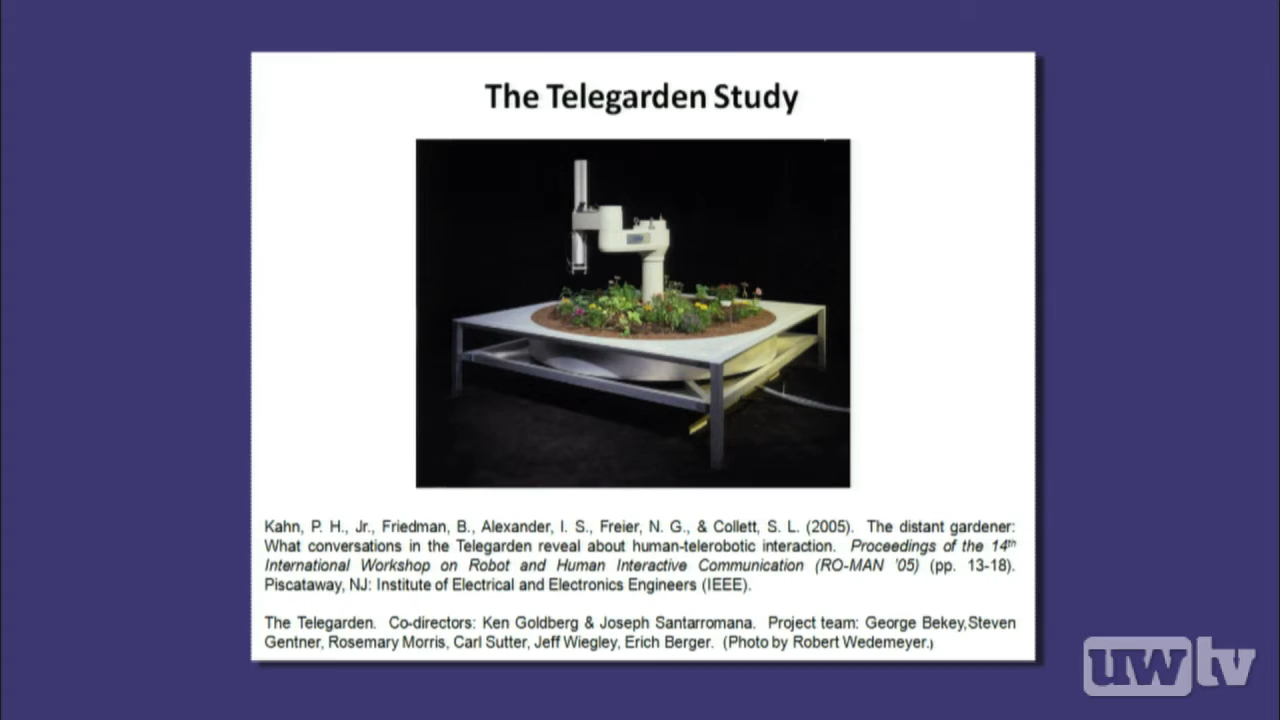 The Telegarden Study
Kahn, P. H., Jr., Friedman, B., Alexander, I. S., Freier, N. G., & Collett, S. L. (2005). The distant gardener:
What conversations in the Telegarden reveal about human-telerobotic interaction. Proceedings of the 14th
International Workshop on Robot and Human Interactive Communication (RO-MAN '05) (pp. 13-18).
Piscataway, NJ: Institute of Electrical and Electronics Engineers (IEEE).
The Telegarden. Co-directors: Ken Goldberg & Joseph Santarromana. Project team: George Bekey,Steven
Gentner, Rosemary Morris, Carl Sutter, Jeff Wiegley, Erich Berger. (Photo by Robert Wedemeyer.)
uwtv